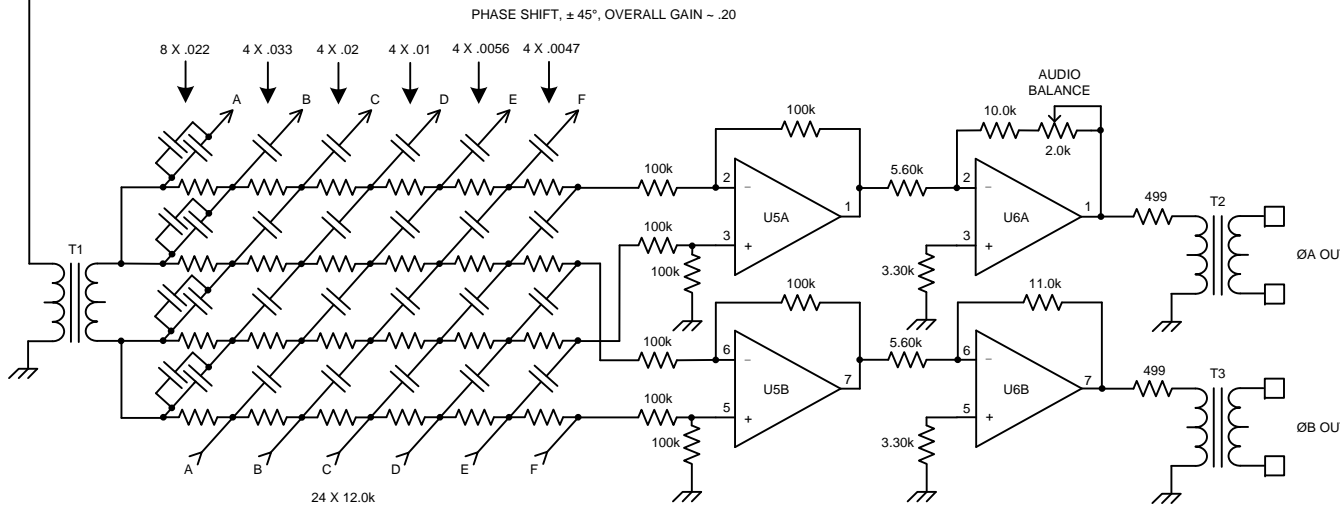 PHASE SHIFT, ± 45°, OVERALL GAIN ~ .20
8 X .022
4 X .033
4 X .02
4 X .01
4 X .0056
4 X .0047
A
B
C
D
E
F
AUDIO
BALANCE
100k
10.0k
2.0k
100k
5.60k
2
−
U5A
1
2
−
U6A
1
499
T2
100k
3
+
3
+
100k
3.30k
ØA OU
T1
100k
11.0k
100k
6
−
5.60k
6
−
499
T3
U5B
7
U6B
7
100k
5
+
5
+
100k
3.30k
ØB OU
A
B
C
D
E
F
24 X 12.0k